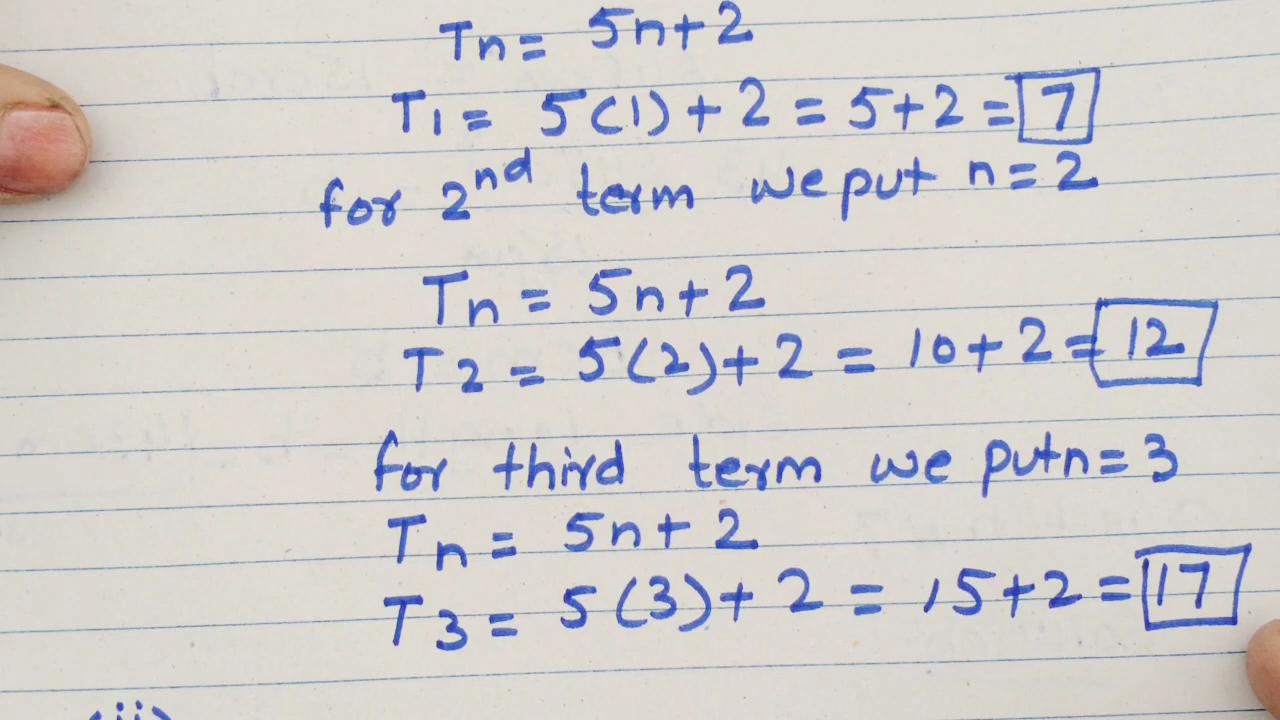 Tn = 5n+2
T1 = 5(1)+2 = 5+2 = 7
for 2nd term we put n=2
Tn = 5n+2
T2 = 5(2)+2 = 10+2 = 12
for third term we put n=3
Tn = 5n+2
T3 = 5(3)+2 = 15+2 = 17